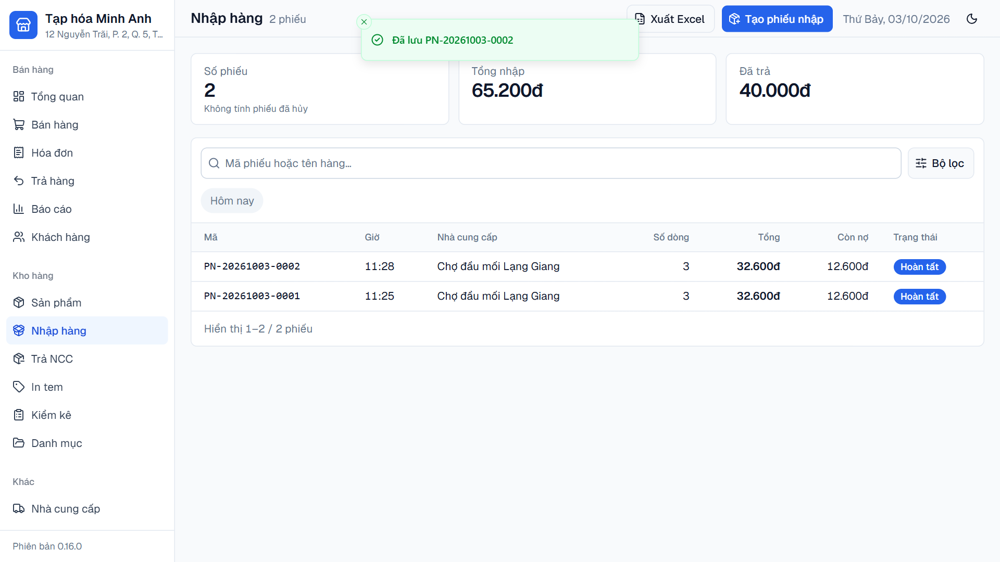 Tạp hóa Minh Anh
12 Nguyễn Trãi, P. 2, Q. 5, T...
Bán hàng
Tổng quan
Bán hàng
Hóa đơn
Trả hàng
Báo cáo
Khách hàng
Kho hàng
Sản phẩm
Nhập hàng
Trả NCC
In tem
Kiểm kê
Danh mục
Khác
Nhà cung cấp
Phiên bản 0.16.0
Nhập hàng 2 phiếu
Đã lưu PN-20261003-0002
Xuất Excel
Tạo phiếu nhập
Thứ Bảy, 03/10/2026
Số phiếu
2
Không tính phiếu đã hủy
Tổng nhập
65.200đ
Đã trả
40.000đ
Mã phiếu hoặc tên hàng...
Bộ lọc
Hôm nay
Mã Giờ Nhà cung cấp Số dòng Tổng Còn nợ Trạng thái
PN-20261003-0002 11:28 Chợ đầu mối Lạng Giang 3 32.600đ 12.600đ Hoàn tất
PN-20261003-0001 11:25 Chợ đầu mối Lạng Giang 3 32.600đ 12.600đ Hoàn tất
Hiển thị 1–2 / 2 phiếu